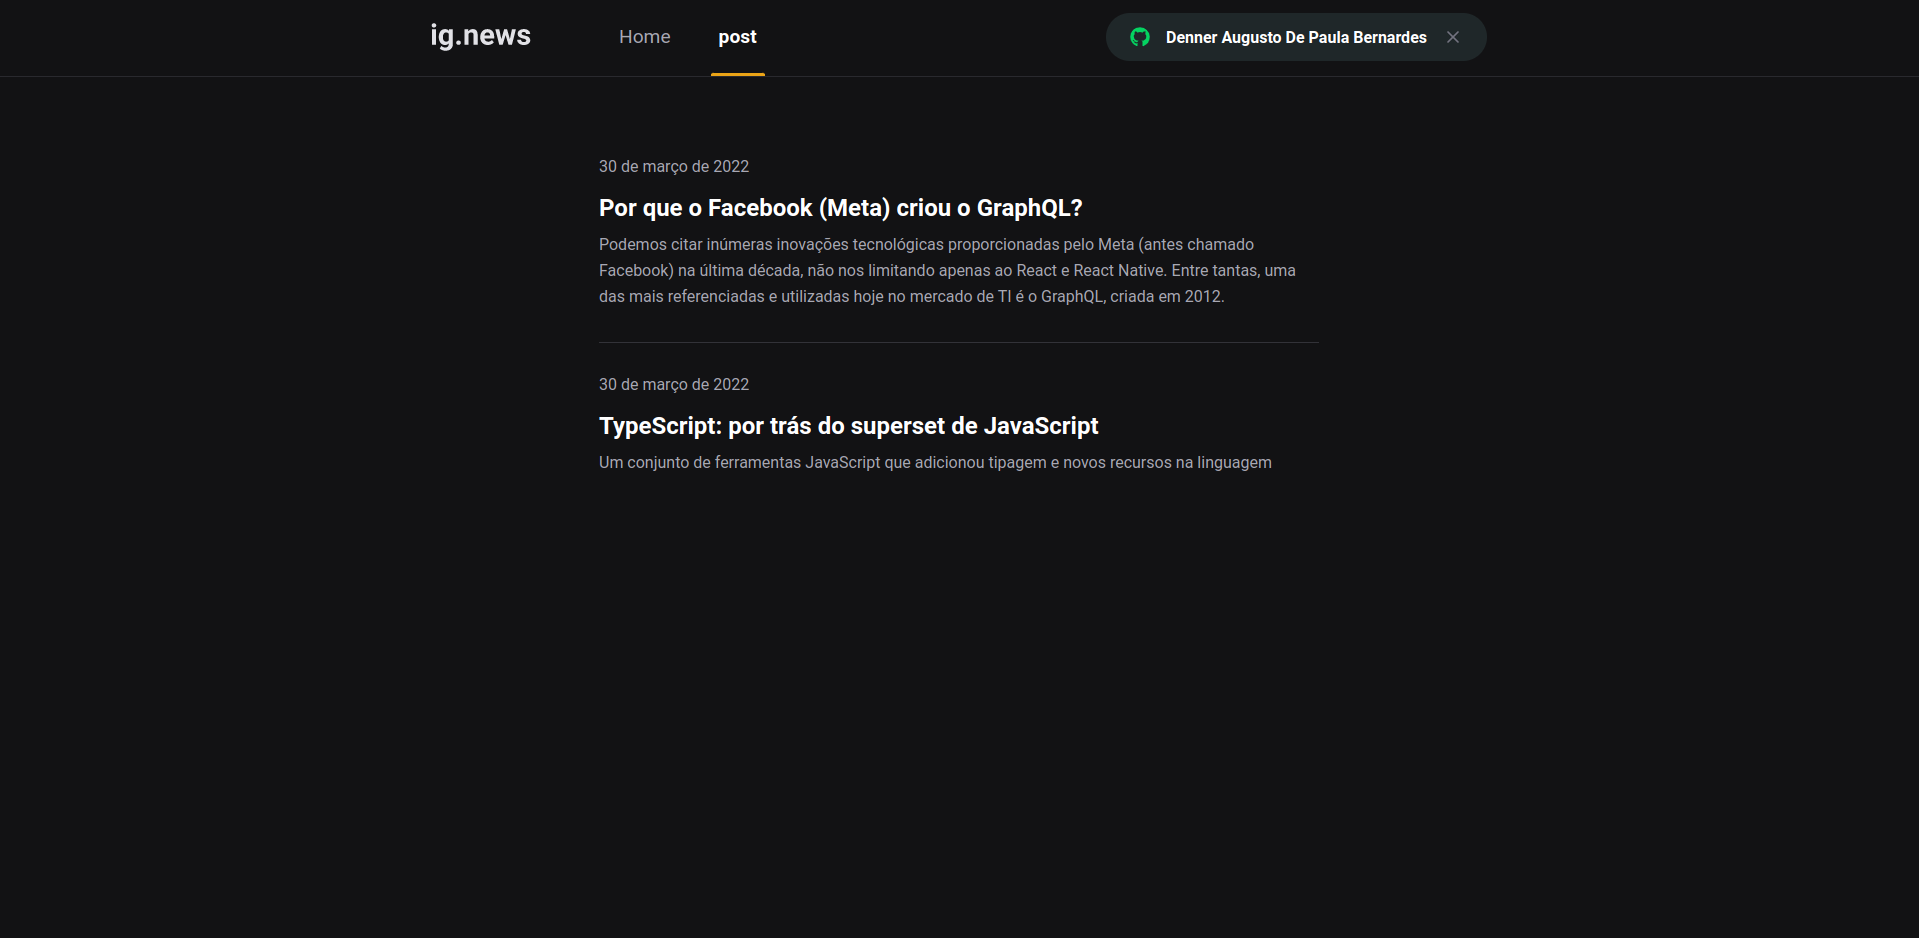 ig.news
Home
post
Denner Augusto De Paula Bernardes
30 de março de 2022
Por que o Facebook (Meta) criou o GraphQL?
Podemos citar inúmeras inovações tecnológicas proporcionadas pelo Meta (antes chamado
Facebook) na última década, não nos limitando apenas ao React e React Native. Entre tantas, uma
das mais referenciadas e utilizadas hoje no mercado de TI é o GraphQL, criada em 2012.
30 de março de 2022
TypeScript: por trás do superset de JavaScript
Um conjunto de ferramentas JavaScript que adicionou tipagem e novos recursos na linguagem